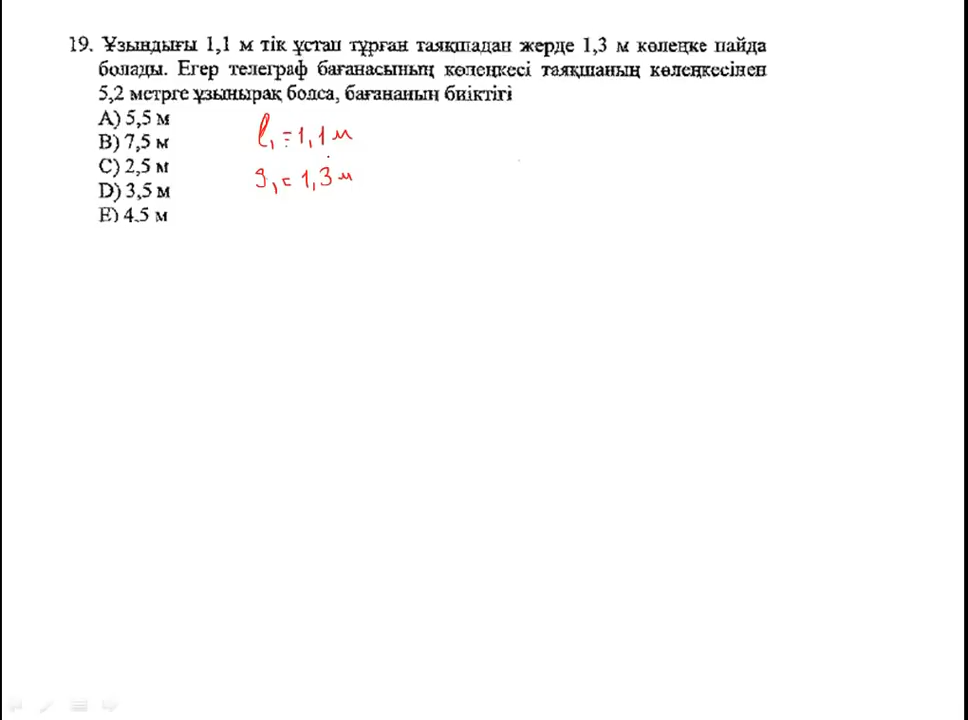 19. Ұзындығы 1,1 м тік ұстап тұрған таяқшадан жерде 1,3 м көлеңке пайда
болады. Егер телеграф бағанасының көлеңкесі таяқшаның көлеңкесінен
5,2 метрге ұзынырақ болса, бағананың биіктігі
A) 5,5 м
B) 7,5 м
C) 2,5 м
D) 3,5 м
E) 4.5 м
l₁ = 1,1 м
= 1,3 м